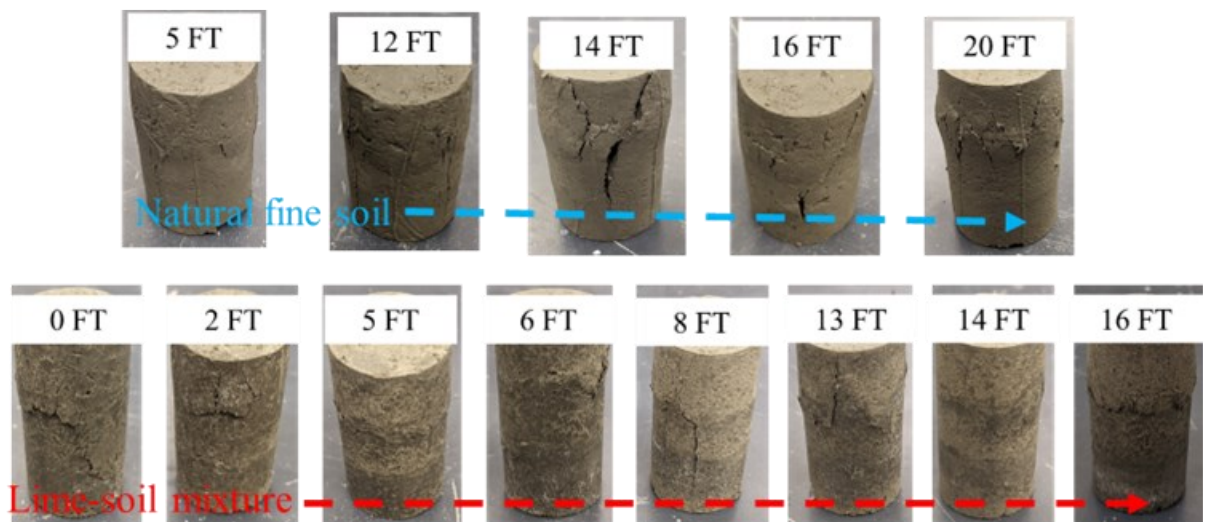 5 FT
12 FT
14 FT
16 FT
20 FT
Natural fine soil
0 FT
2 FT
5 FT
6 FT
8 FT
13 FT
14 FT
16 FT
Lime-soil mixture